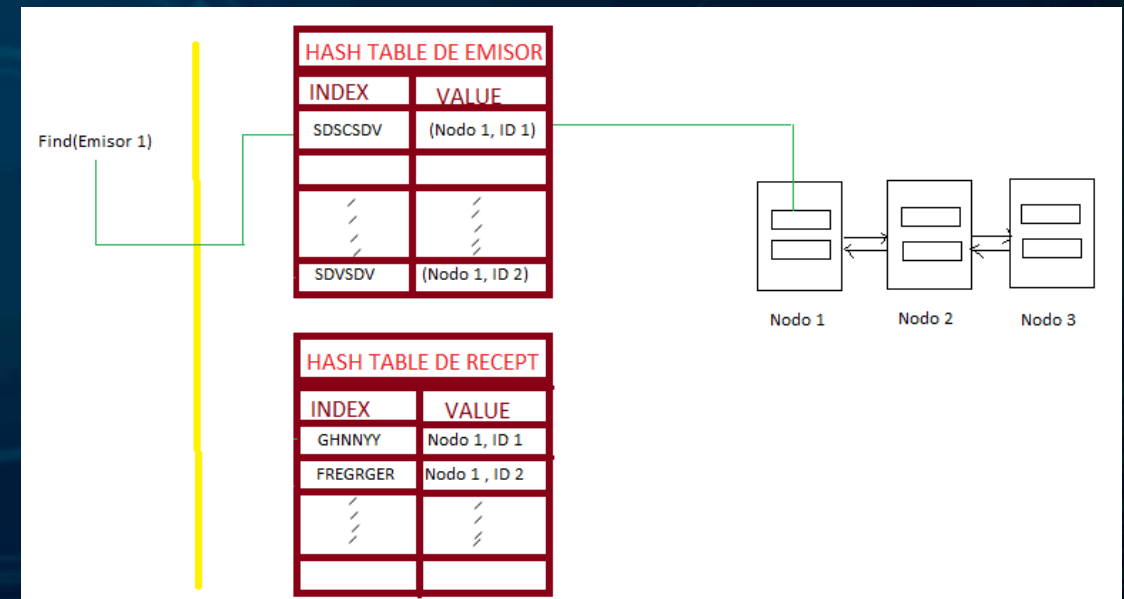 Find(Emisor 1)
HASH TABLE DE EMISOR
INDEX VALUE
SDSCSDV (Nodo 1, ID 1)
SDVSDV (Nodo 1, ID 2)
Nodo 1 Nodo 2 Nodo 3
HASH TABLE DE RECEPT
INDEX VALUE
GHNNYY Nodo 1, ID 1
FREGRGER Nodo 1 , ID 2